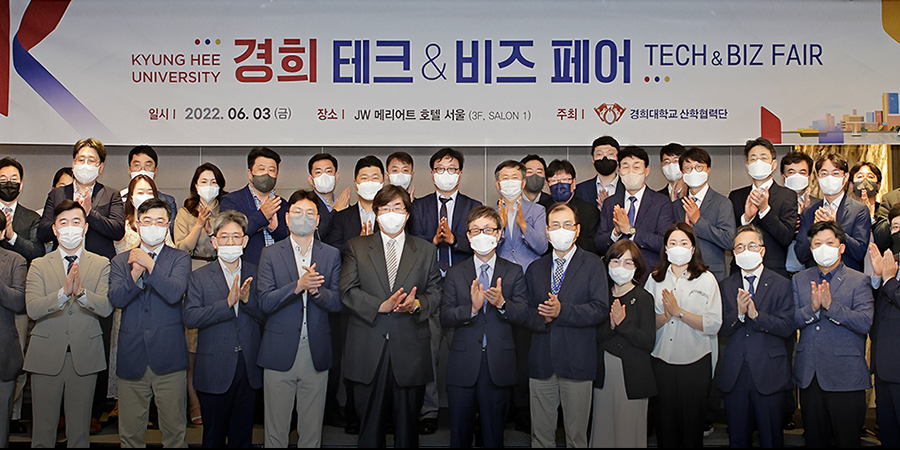 KYUNG HEE
UNIVERSITY
경희 테크 & 비즈 페어 TECH & BIZ FAIR
일시 | 2022. 06. 03 (금) 장소 | JW 메리어트 호텔 서울 (3F, SALON 1) 주최 | 경희대학교 산학협력단